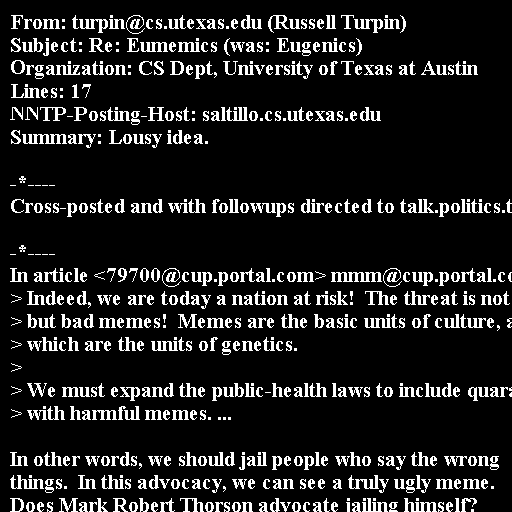 From: turpin@cs.utexas.edu (Russell Turpin)
Subject: Re: Eumemics (was: Eugenics)
Organization: CS Dept, University of Texas at Austin
Lines: 17
NNTP-Posting-Host: saltillo.cs.utexas.edu
Summary: Lousy idea.
-*----
Cross-posted and with followups directed to talk.politics.t
-*----
In article <79700@cup.portal.com> mmm@cup.portal.co
> Indeed, we are today a nation at risk!  The threat is not
> but bad memes!  Memes are the basic units of culture, a
> which are the units of genetics.
>
> We must expand the public-health laws to include quara
> with harmful memes. ...
In other words, we should jail people who say the wrong
things.  In this advocacy, we can see a truly ugly meme.
Does Mark Robert Thorson advocate jailing himself?